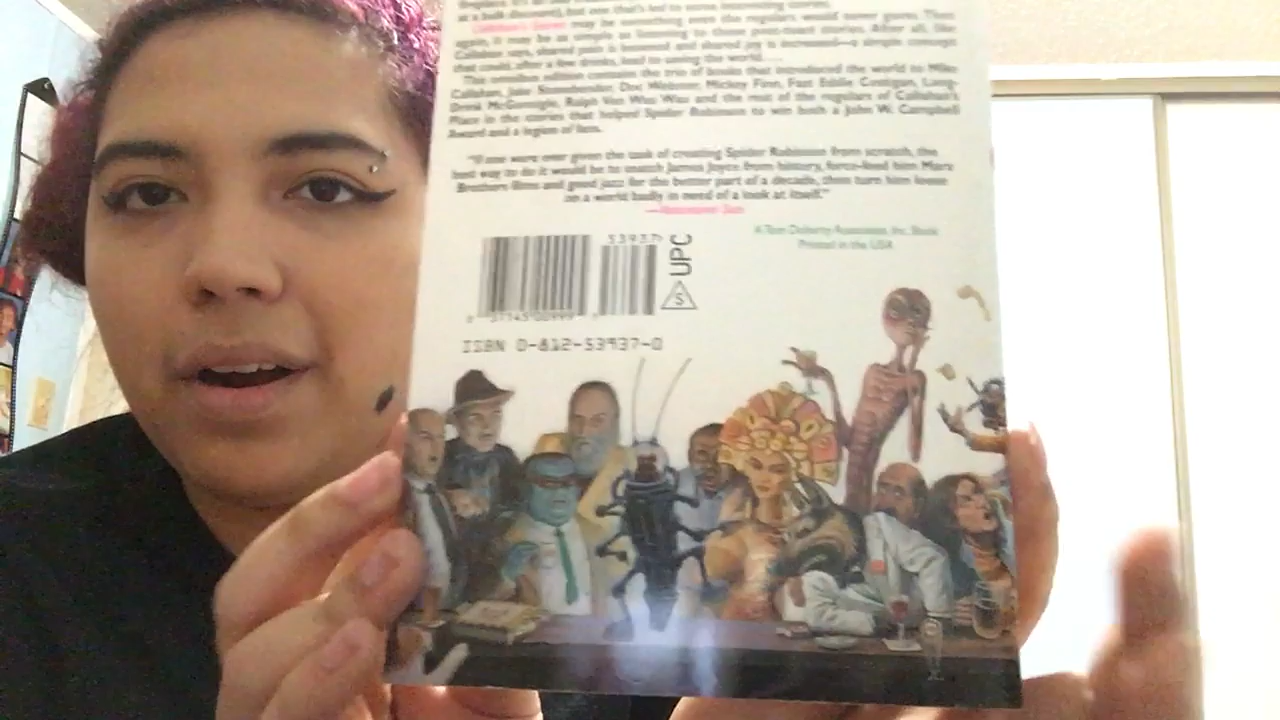 Callahan's Secret may be something even the regulars would never guess. Then
again, it may be as simple as listening to these poct-toast stories. After all, like
Callahan says, shared pain is lessened and shared joy is increased—a simple concept
that could, after a few drinks, lead to saving the world. . . .
This omnibus edition contains the trio of books that introduced the world to Mike
Callahan, Jake Stonebender, Doc Webster, Mickey Finn, Fast Eddie Costigan, Long-
Drink McGonnigle, Ralph Von Wau Wau and the rest of the regulars of Callahan's
Place in the stories that helped Spider Robinson to win both a John W. Campbell
Award and a legion of fans.
"If one were ever given the task of creating Spider Robinson from scratch, the
best way to do it would be to snatch James Joyce from history, force-feed him Marx
Brothers films and good jazz for the better part of a decade, then turn him loose
on a world badly in need of a look at itself."
—Vancouver Sun
A Tom Doherty Associates, Inc. Book
Printed in the USA
53937
UPC
S
ISBN 0-812-53937-0